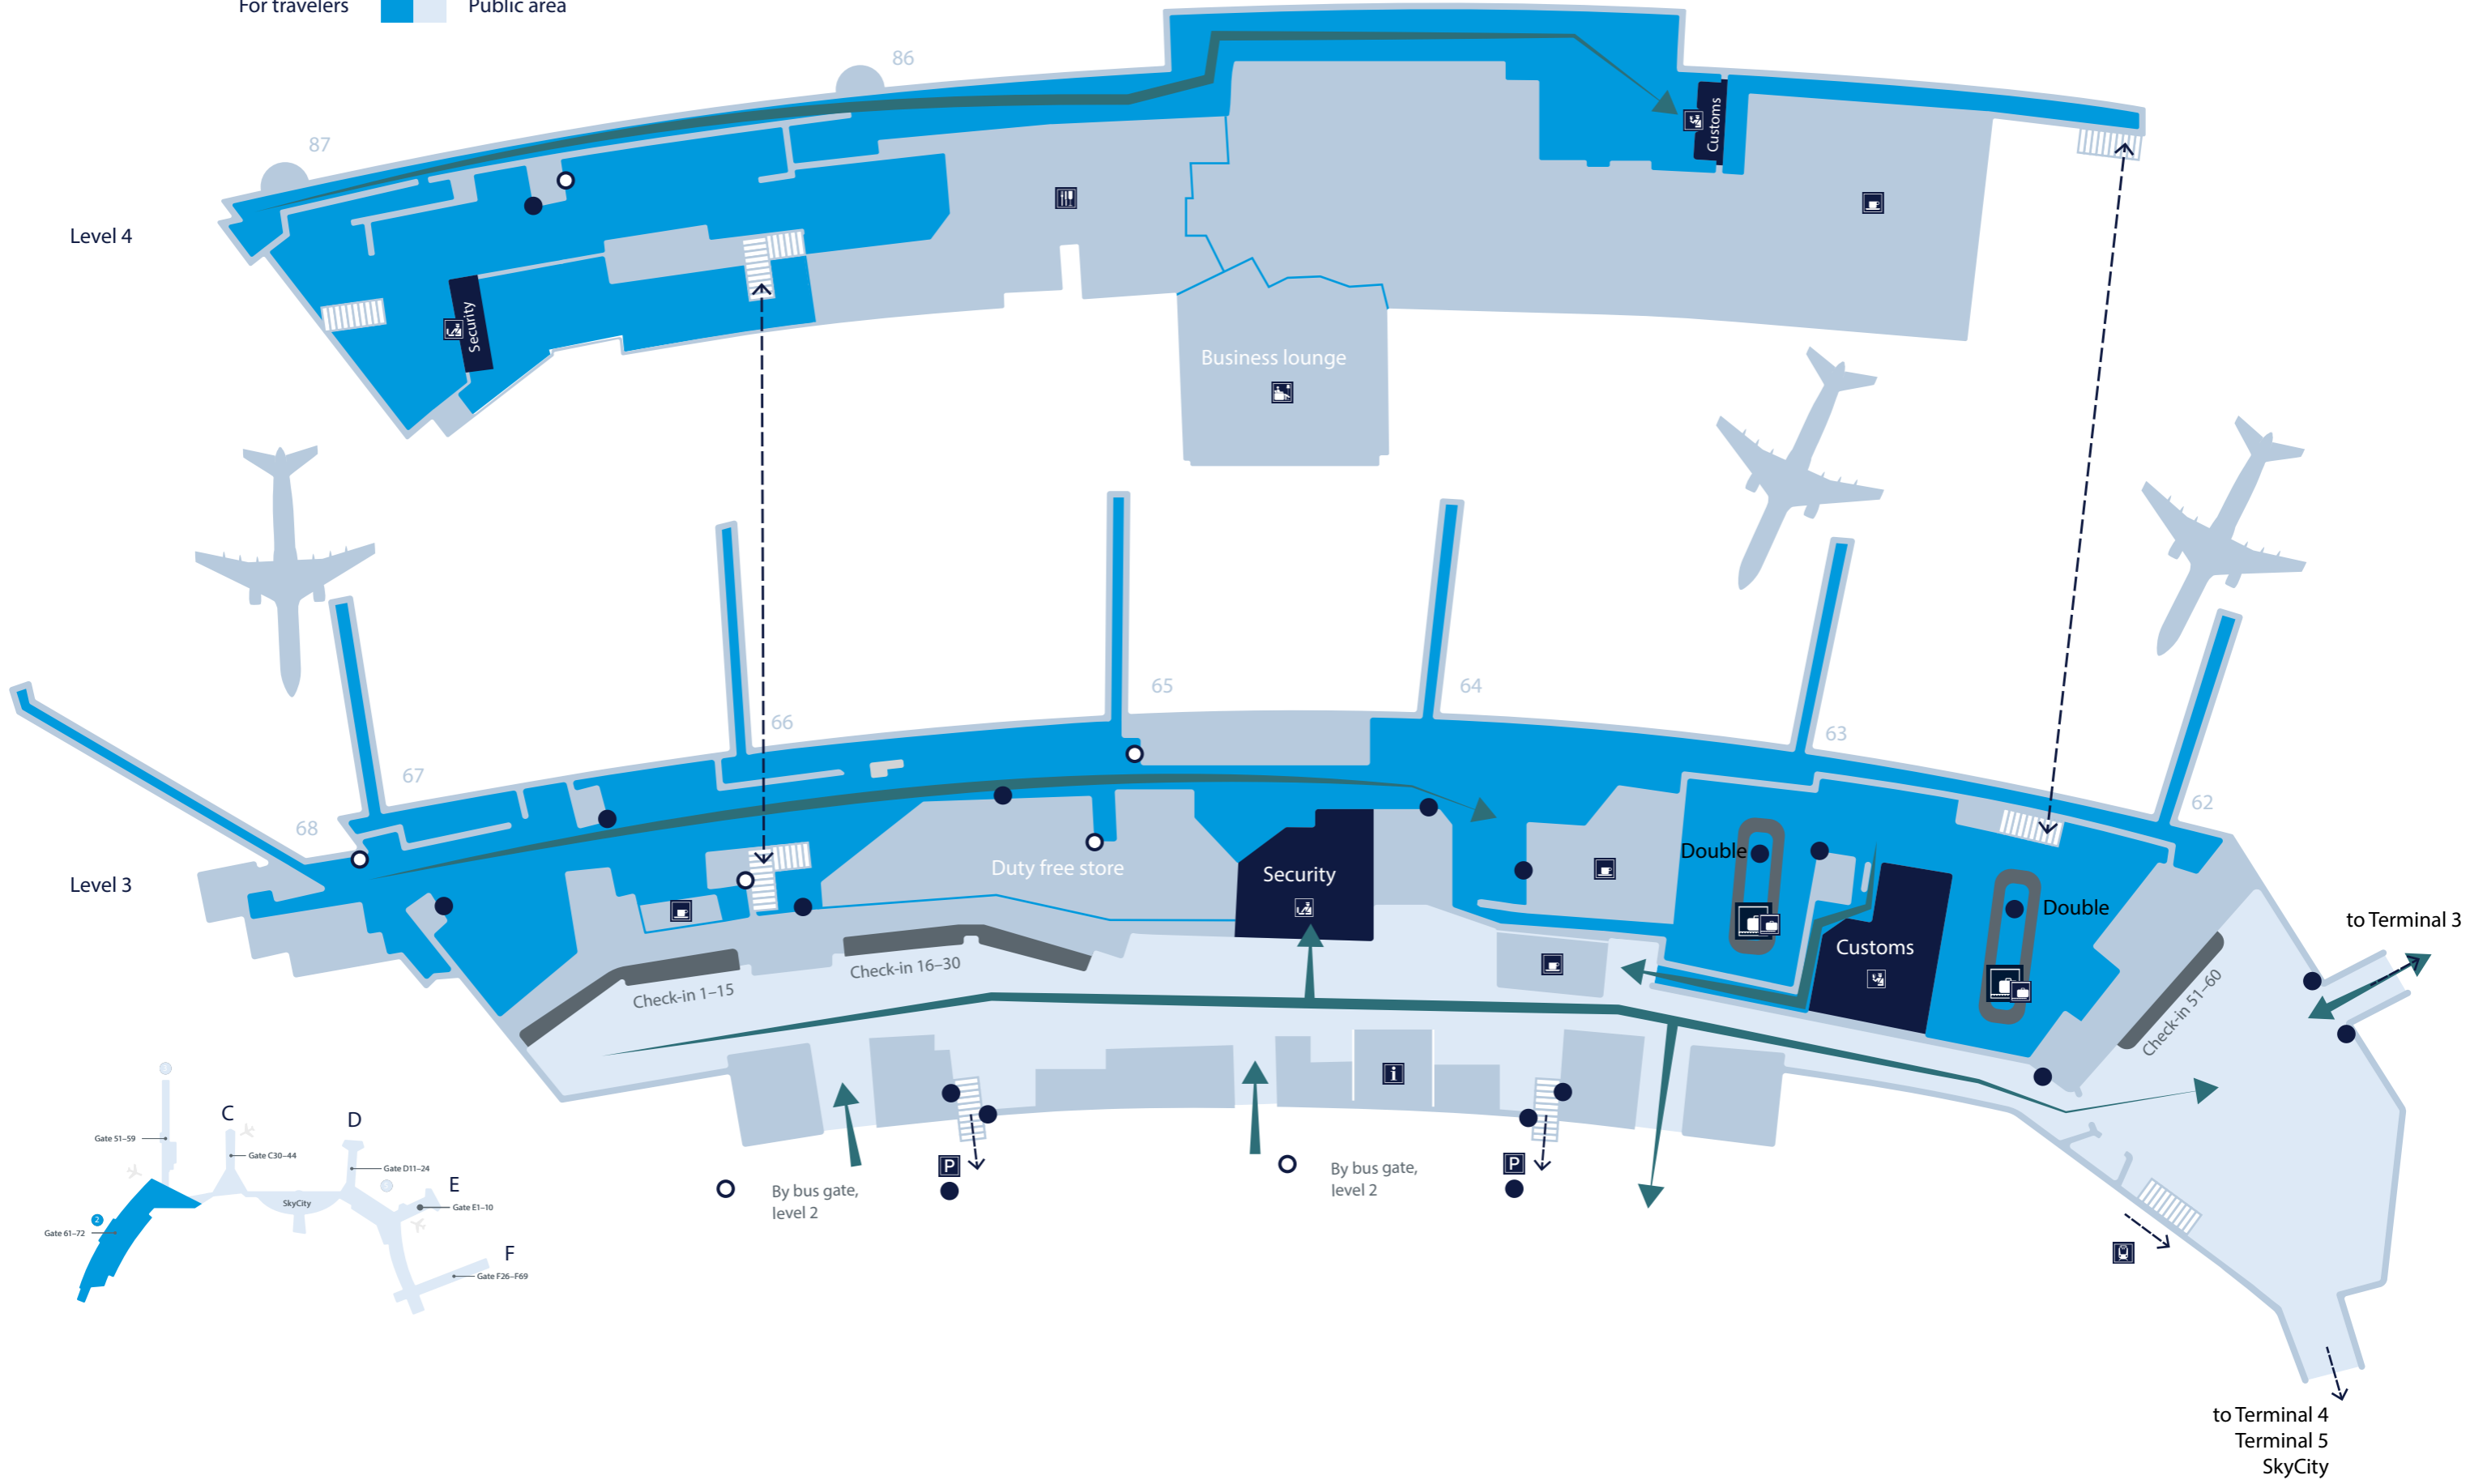 For travelers
Public area
86
87
Customs
Level 4
Security
Business lounge
65
64
66
63
67
62
68
Double
Duty free store
Security
Level 3
Double
to Terminal 3
Customs
Check-in 16–30
Check-in 1–15
Check-in 51–60
i
C
D
Gate 51–59
Gate C30–44
Gate D11–24
P
P
By bus gate,
level 2
By bus gate,
level 2
E
SkyCity
Gate E1–10
2
Gate 61–72
F
Gate F26–F69
to Terminal 4
Terminal 5
SkyCity